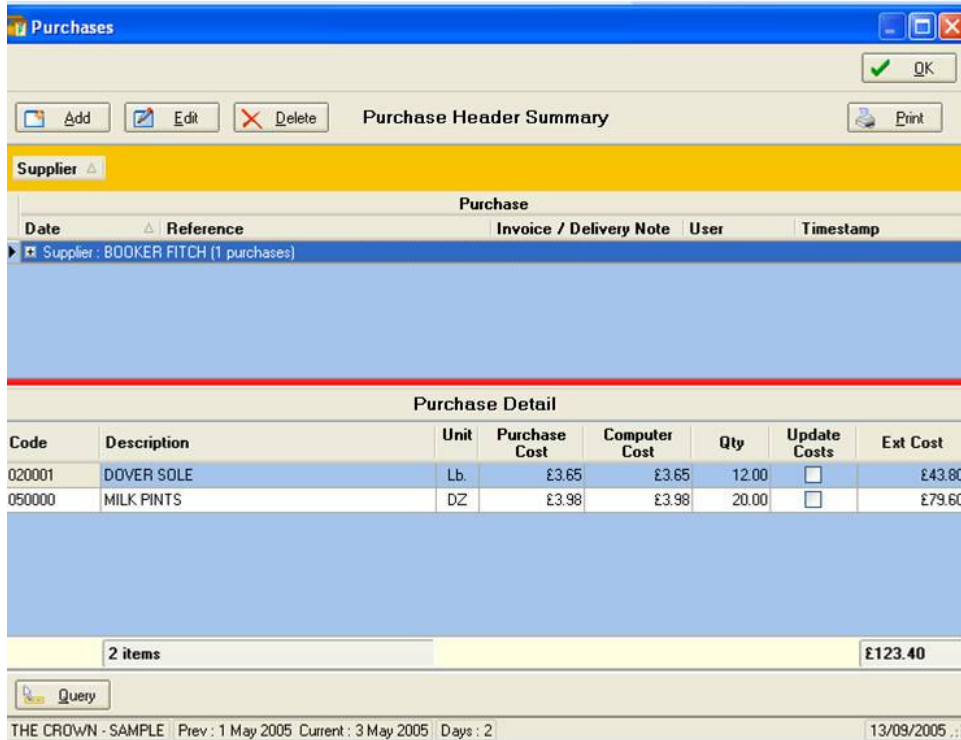 Purchases
OK
Add Edit Delete Purchase Header Summary Print
Supplier
Purchase
Date Reference Invoice / Delivery Note User Timestamp
Supplier : BOOKER FITCH (1 purchases)
Purchase Detail
Code Description Unit Purchase Cost Computer Cost Qty Update Costs Ext Cost
020001 DOVER SOLE Lb. £3.65 £3.65 12.00 £43.80
050000 MILK PINTS DZ £3.98 £3.98 20.00 £79.60
2 items £123.40
Query
THE CROWN - SAMPLE Prev : 1 May 2005 Current : 3 May 2005 Days : 2 13/09/2005